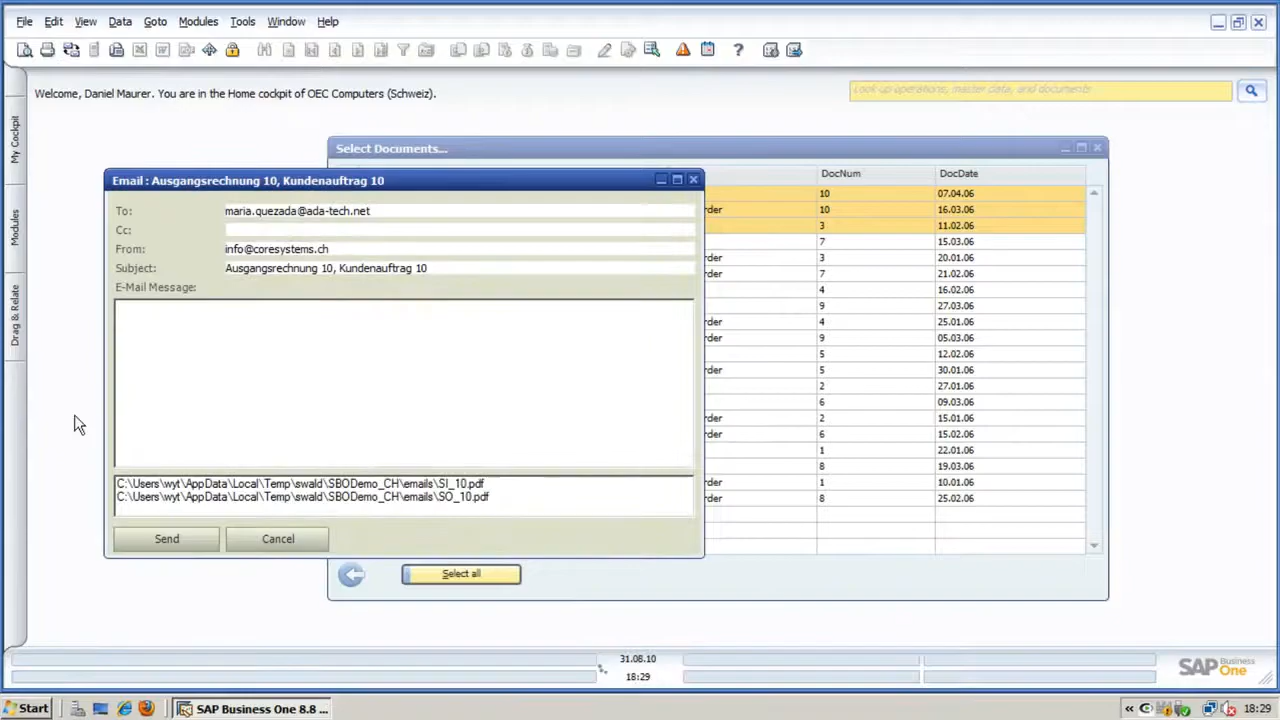 File Edit View Data Goto Modules Tools Window Help
Welcome, Daniel Maurer. You are in the Home cockpit of OEC Computers (Schweiz).
Look up operations, master data, and documents
My Cockpit
Modules
Drag & Relate
Select Documents...
DocNum DocDate
10 07.04.06
rder 10 16.03.06
3 11.02.06
7 15.03.06
rder 3 20.01.06
rder 7 21.02.06
4 16.02.06
9 27.03.06
rder 4 25.01.06
rder 9 05.03.06
5 12.02.06
rder 5 30.01.06
2 27.01.06
6 09.03.06
rder 2 15.01.06
rder 6 15.02.06
1 22.01.06
8 19.03.06
rder 1 10.01.06
rder 8 25.02.06
Select all
Email : Ausgangsrechnung 10, Kundenauftrag 10
To: maria.quezada@ada-tech.net
Cc:
From: info@coresystems.ch
Subject: Ausgangsrechnung 10, Kundenauftrag 10
E-Mail Message:
C:\Users\wyt\AppData\Local\Temp\swald\SBODemo_CH\emails\SI_10.pdf
C:\Users\wyt\AppData\Local\Temp\swald\SBODemo_CH\emails\SO_10.pdf
Send Cancel
31.08.10
18:29
SAP Business One
Start SAP Business One 8.8 ... 18:29